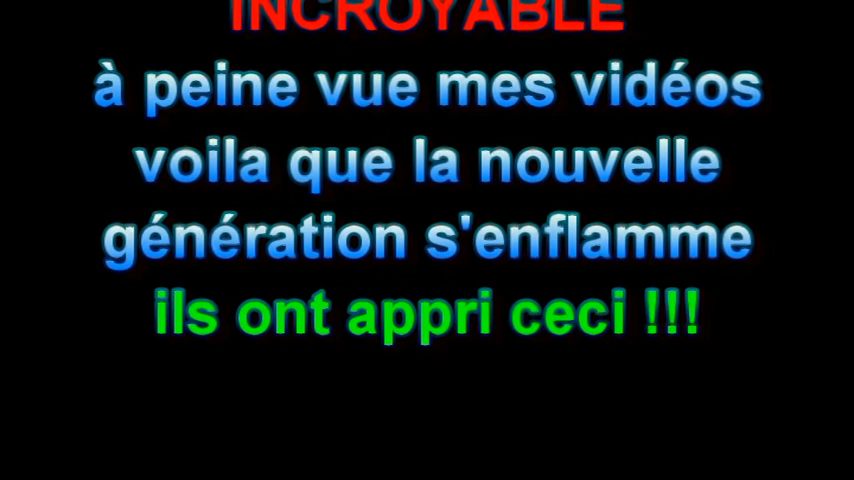 INCROYABLE
à peine vue mes vidéos
voila que la nouvelle
génération s'enflamme
ils ont appri ceci !!!